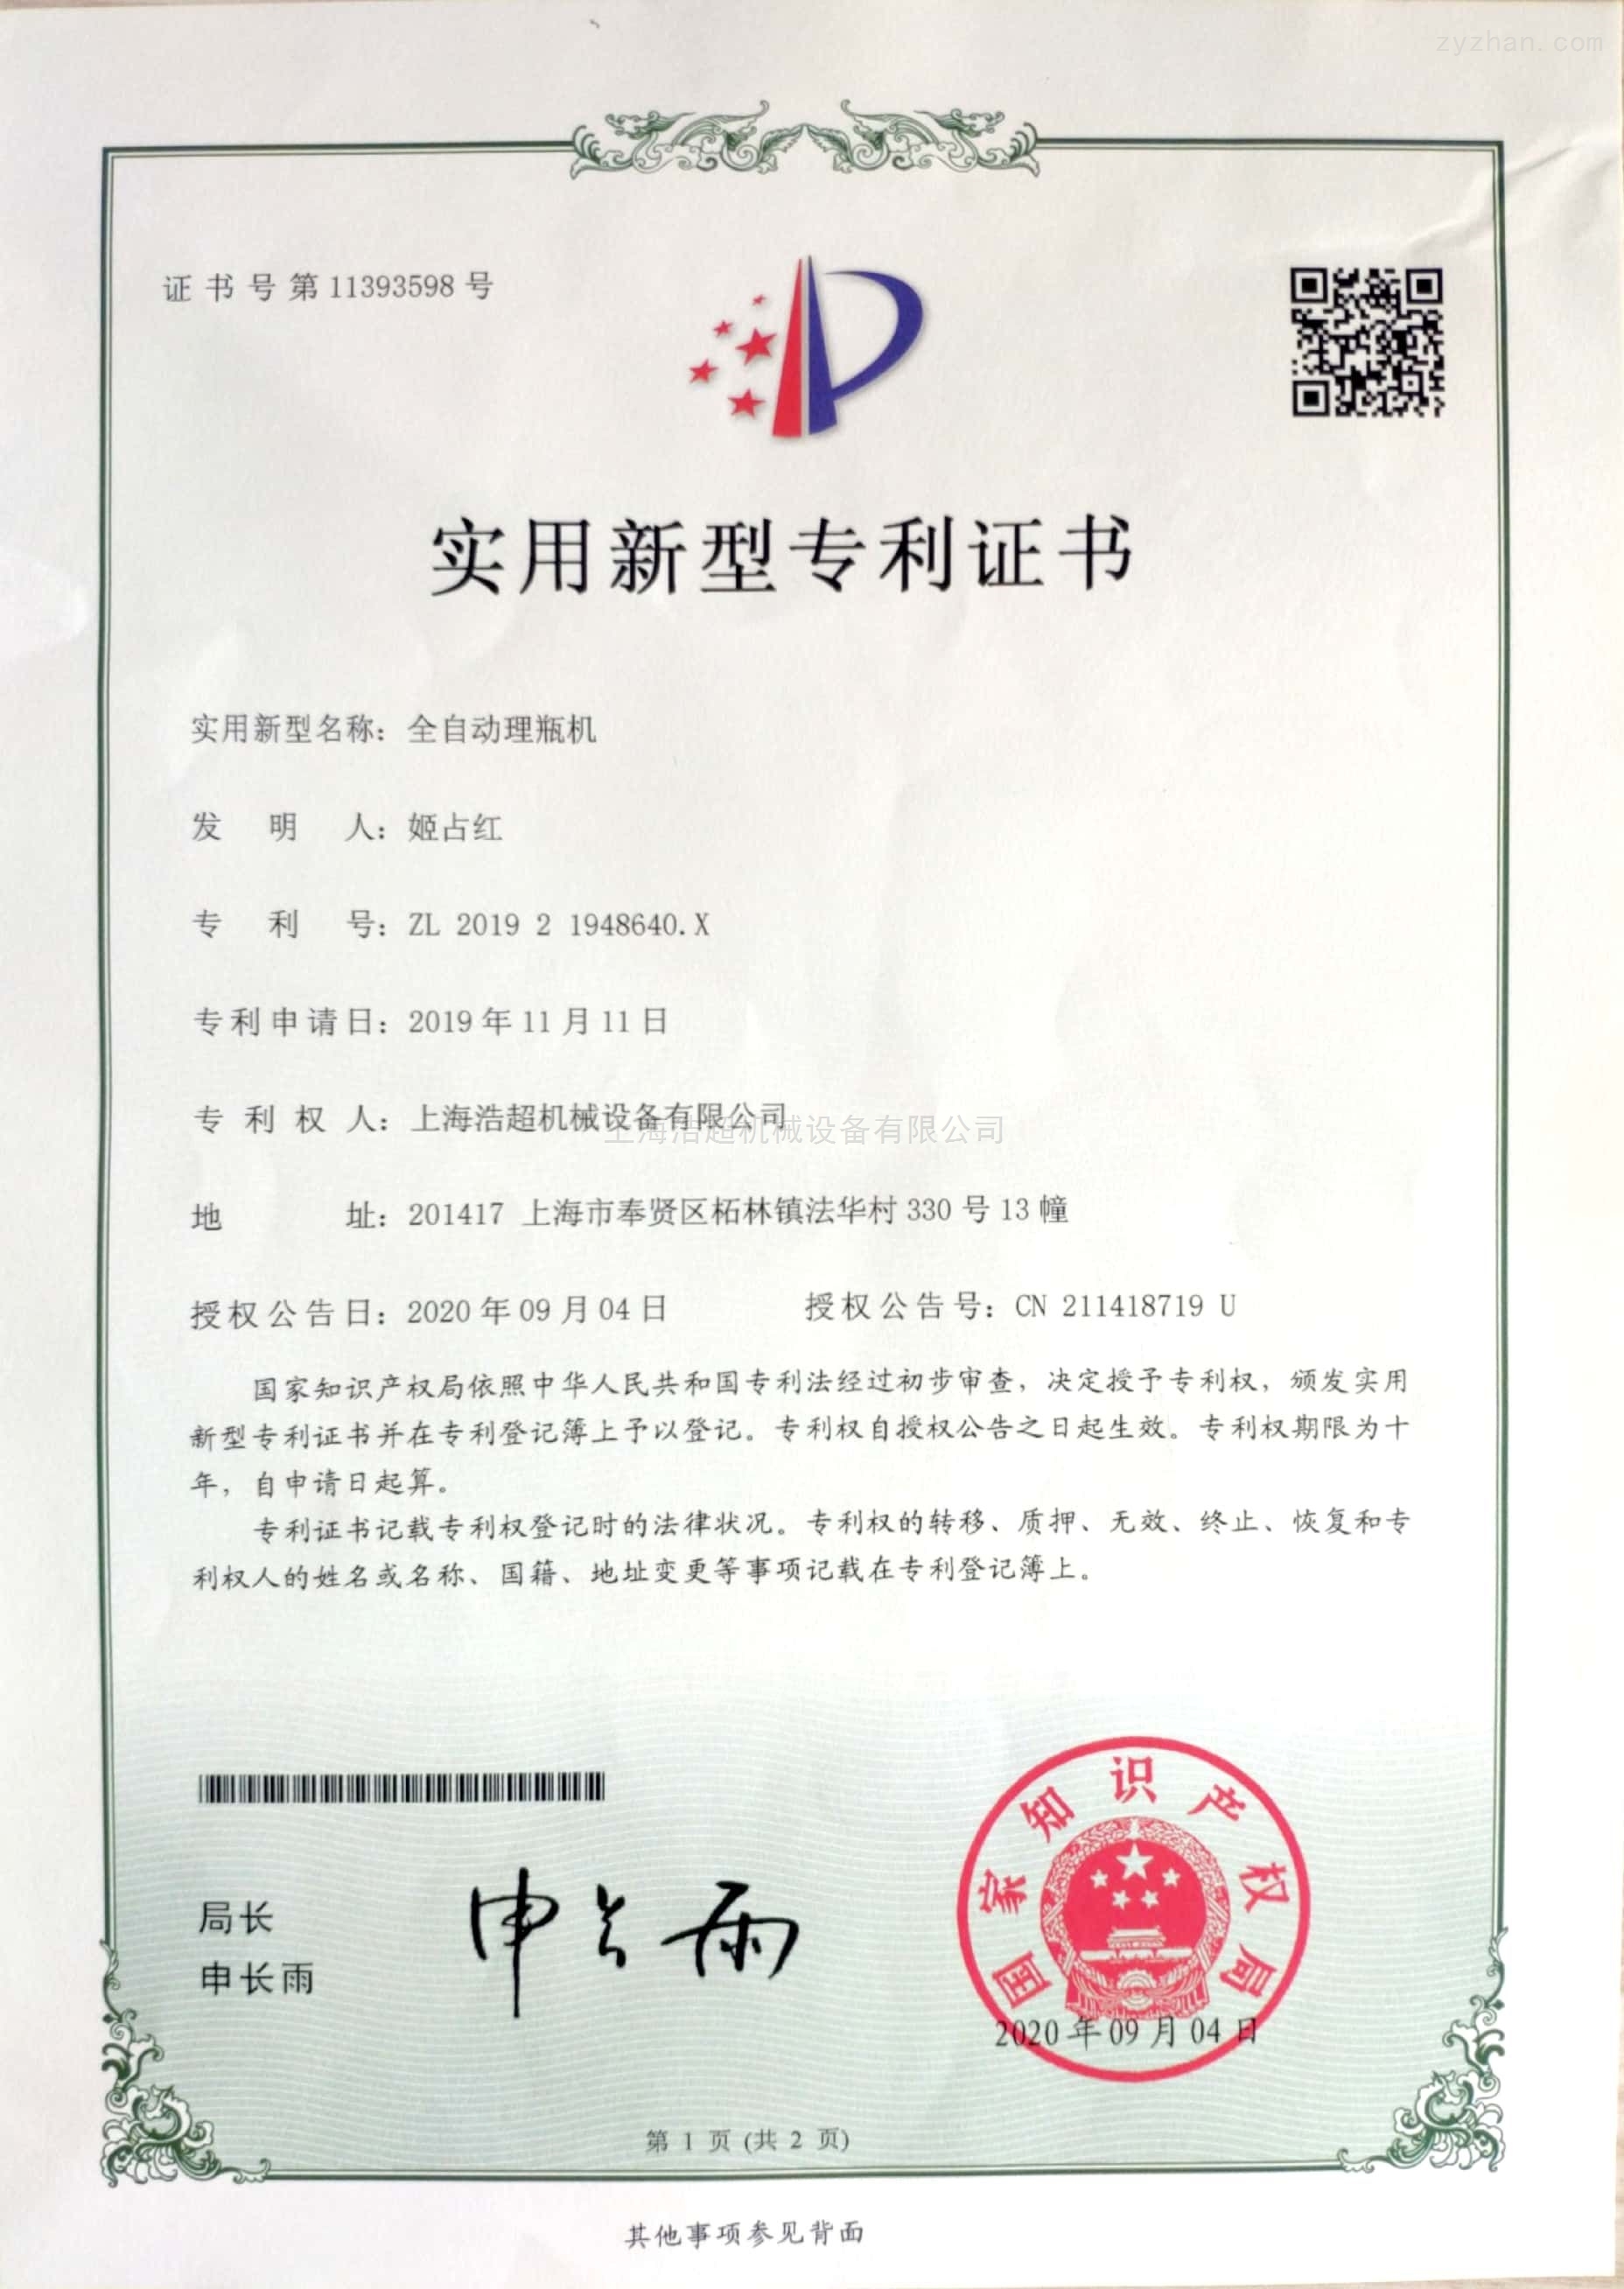 zyzhan.com
证书号第11393598号
实用新型专利证书
实用新型名称：全自动理瓶机
发明人：姬占红
专利号：ZL 2019 2 1948640.X
专利申请日：2019年11月11日
专利权人：上海浩超机械设备有限公司
上海浩超机械设备有限公司
地址：201417 上海市奉贤区柘林镇法华村330号13幢
授权公告日：2020年09月04日 授权公告号：CN 211418719 U
国家知识产权局依照中华人民共和国专利法经过初步审查，决定授予专利权，颁发实用
新型专利证书并在专利登记簿上予以登记。专利权自授权公告之日起生效。专利权期限为十
年，自申请日起算。
专利证书记载专利权登记时的法律状况。专利权的转移、质押、无效、终止、恢复和专
利权人的姓名或名称、国籍、地址变更等事项记载在专利登记簿上。
局长
申长雨
申长雨
国家知识产权局
2020年09月04日
第 1 页 (共 2 页)
其他事项参见背面